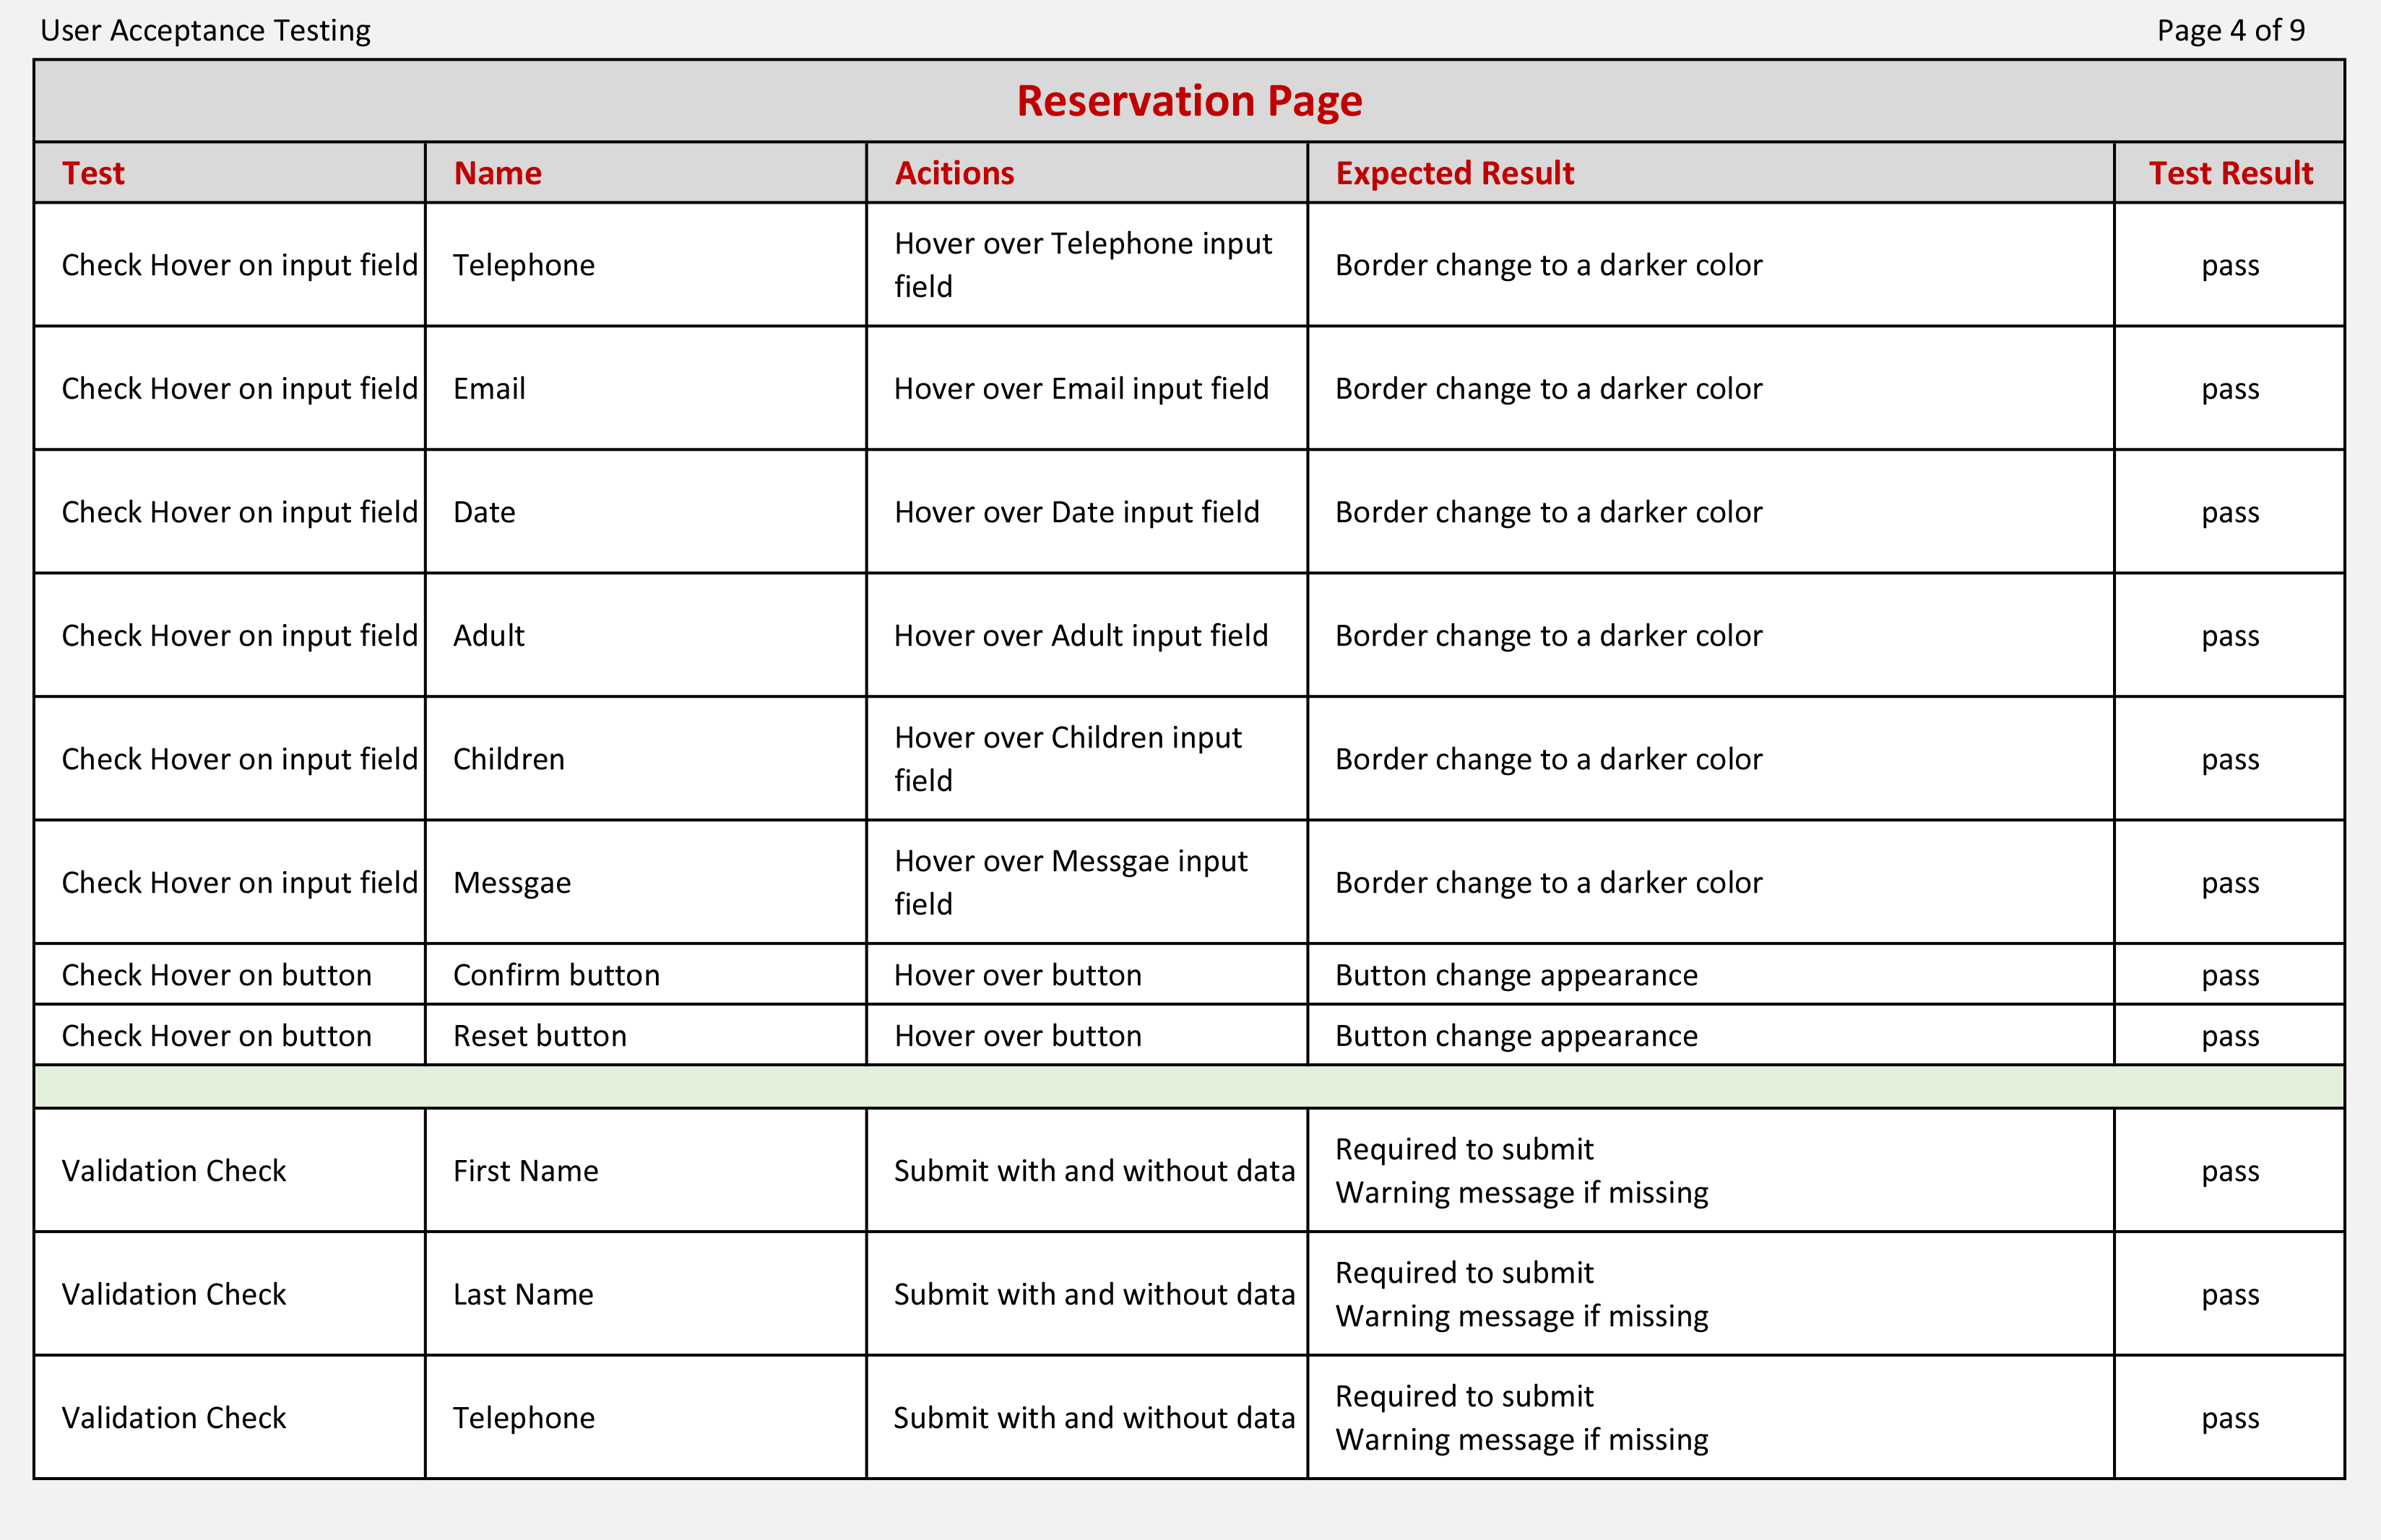 User Acceptance Testing Page 4 of 9
Reservation Page
Test Name Acitions Expected Result Test Result
Check Hover on input field Telephone Hover over Telephone input
field Border change to a darker color pass
Check Hover on input field Email Hover over Email input field Border change to a darker color pass
Check Hover on input field Date Hover over Date input field Border change to a darker color pass
Check Hover on input field Adult Hover over Adult input field Border change to a darker color pass
Check Hover on input field Children Hover over Children input
field Border change to a darker color pass
Check Hover on input field Messgae Hover over Messgae input
field Border change to a darker color pass
Check Hover on button Confirm button Hover over button Button change appearance pass
Check Hover on button Reset button Hover over button Button change appearance pass
Validation Check First Name Submit with and without data Required to submit
Warning message if missing pass
Validation Check Last Name Submit with and without data Required to submit
Warning message if missing pass
Validation Check Telephone Submit with and without data Required to submit
Warning message if missing pass